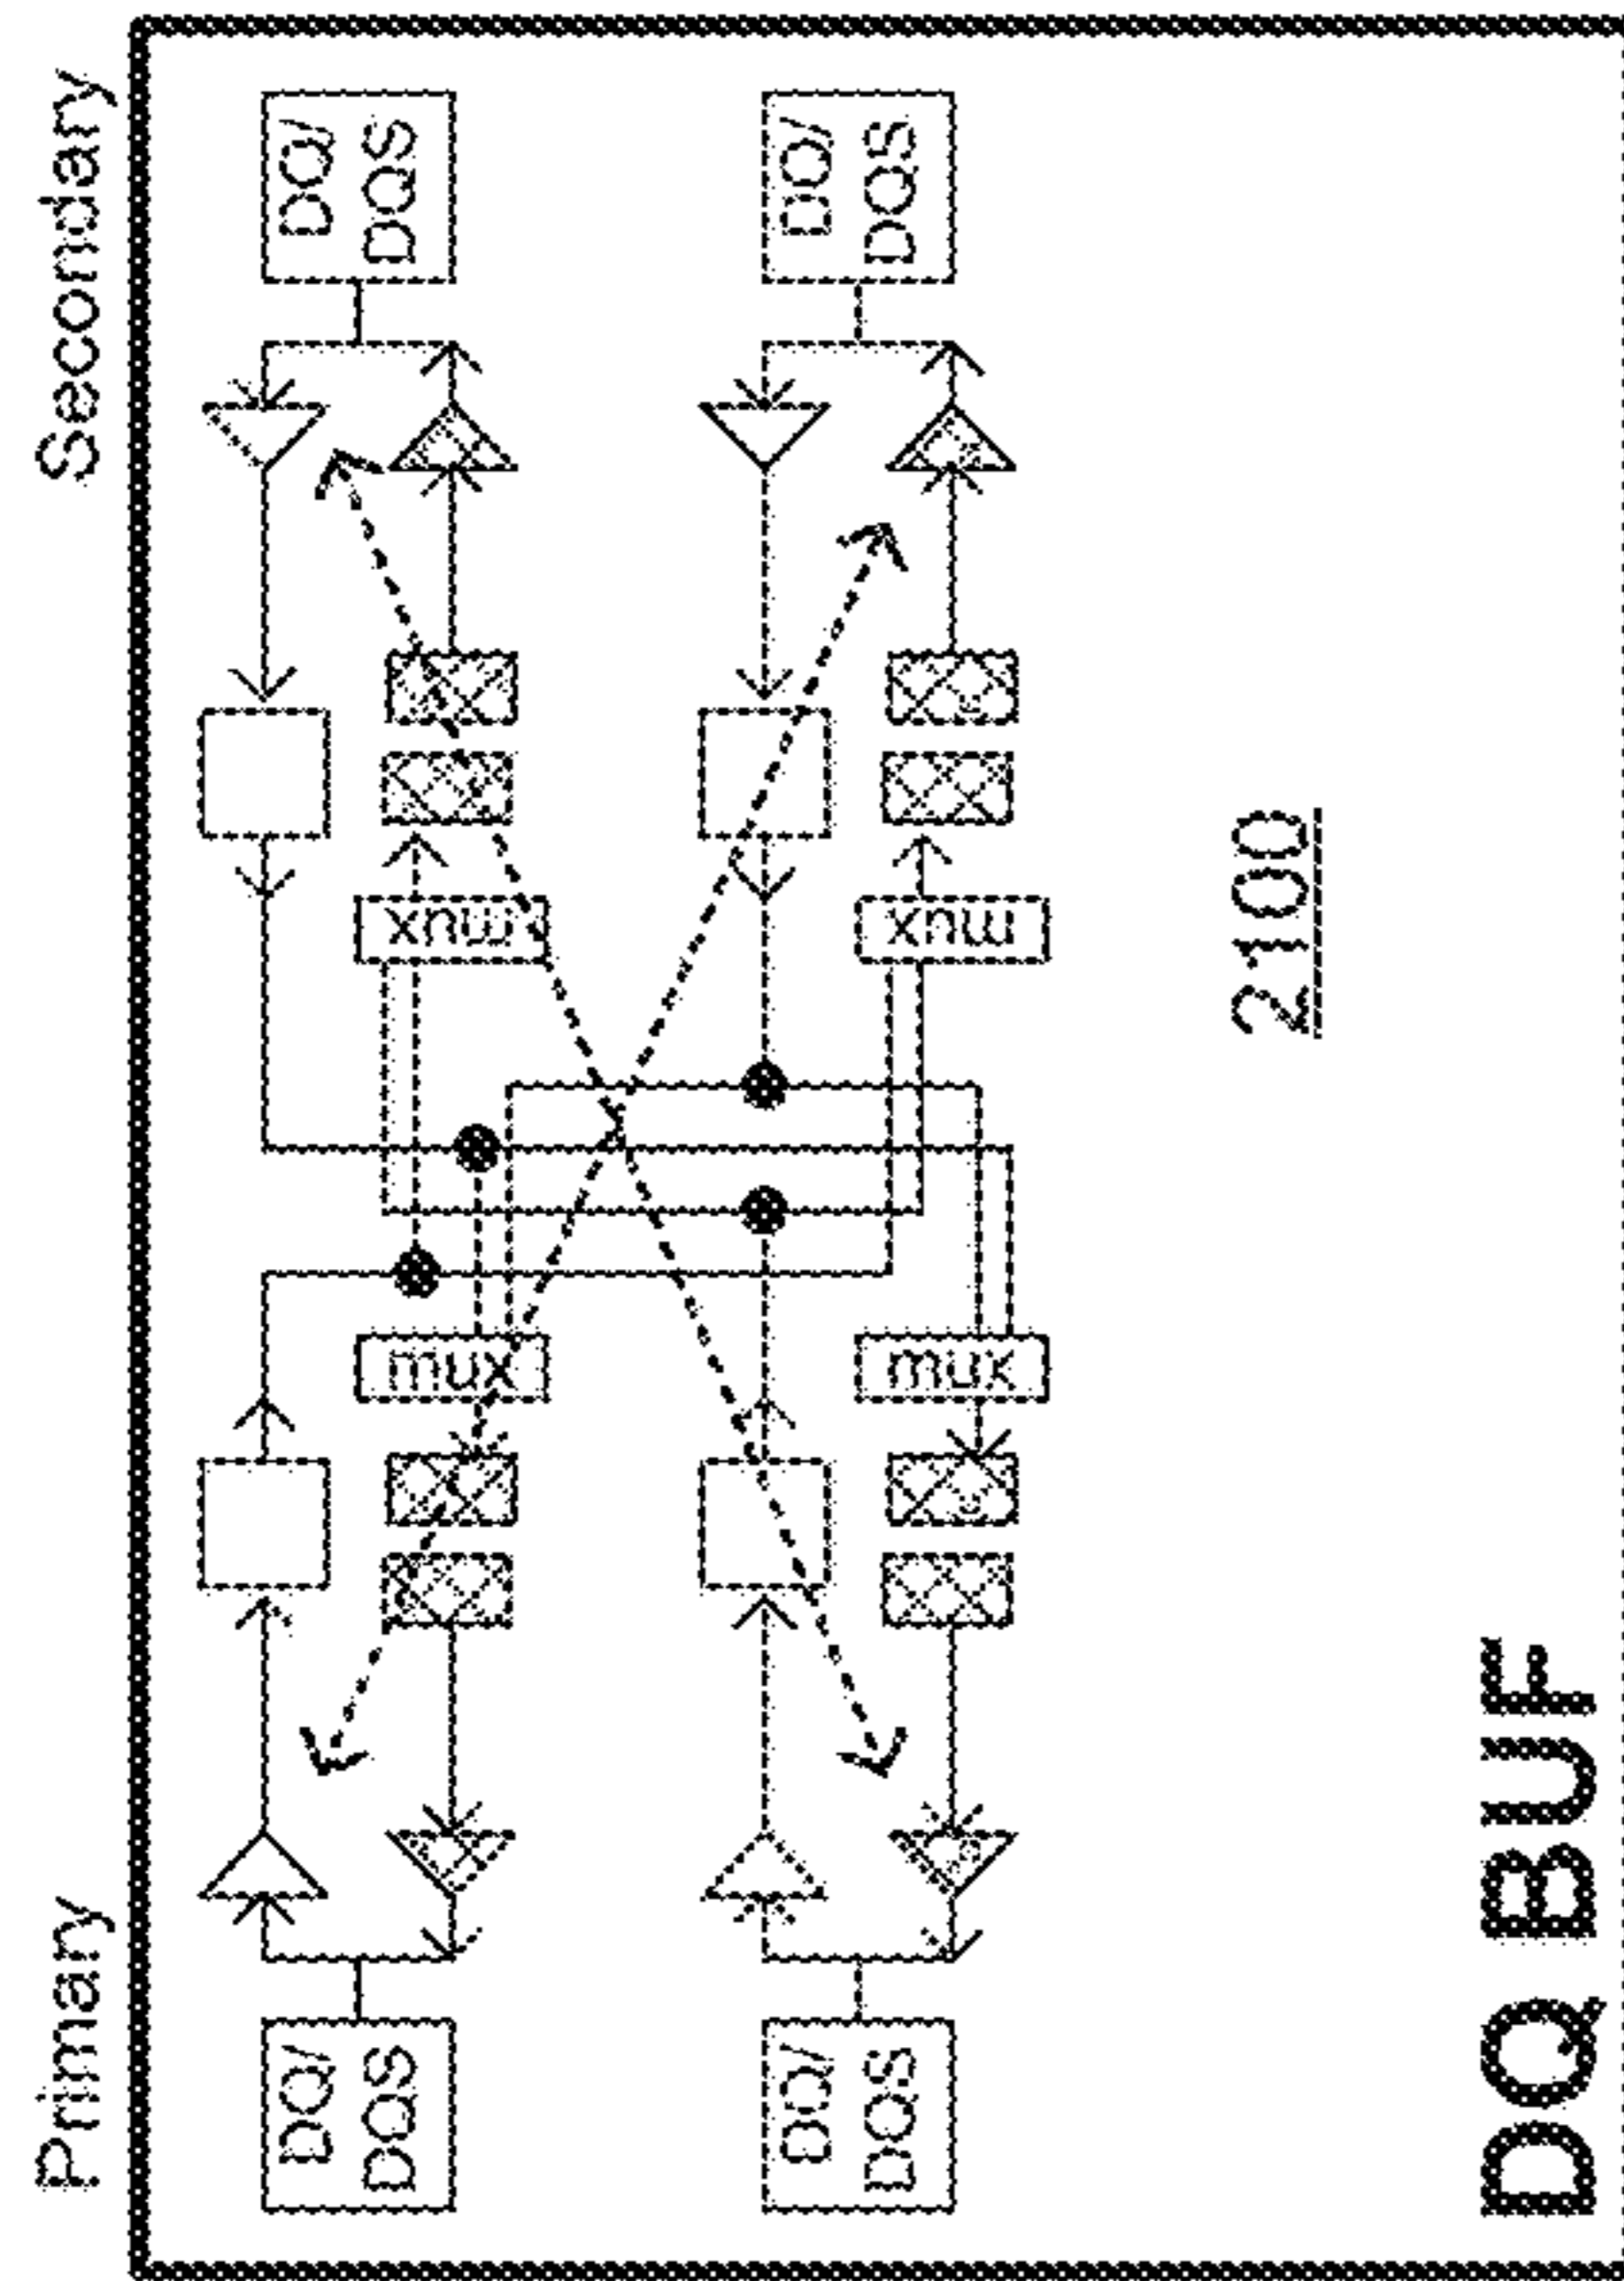 Primary
Secondary
DQ/
DQS
mux
mux
DQ/
DQS
DQ/
DQS
mux
mux
DQ/
DQS
2100
DQ BUF